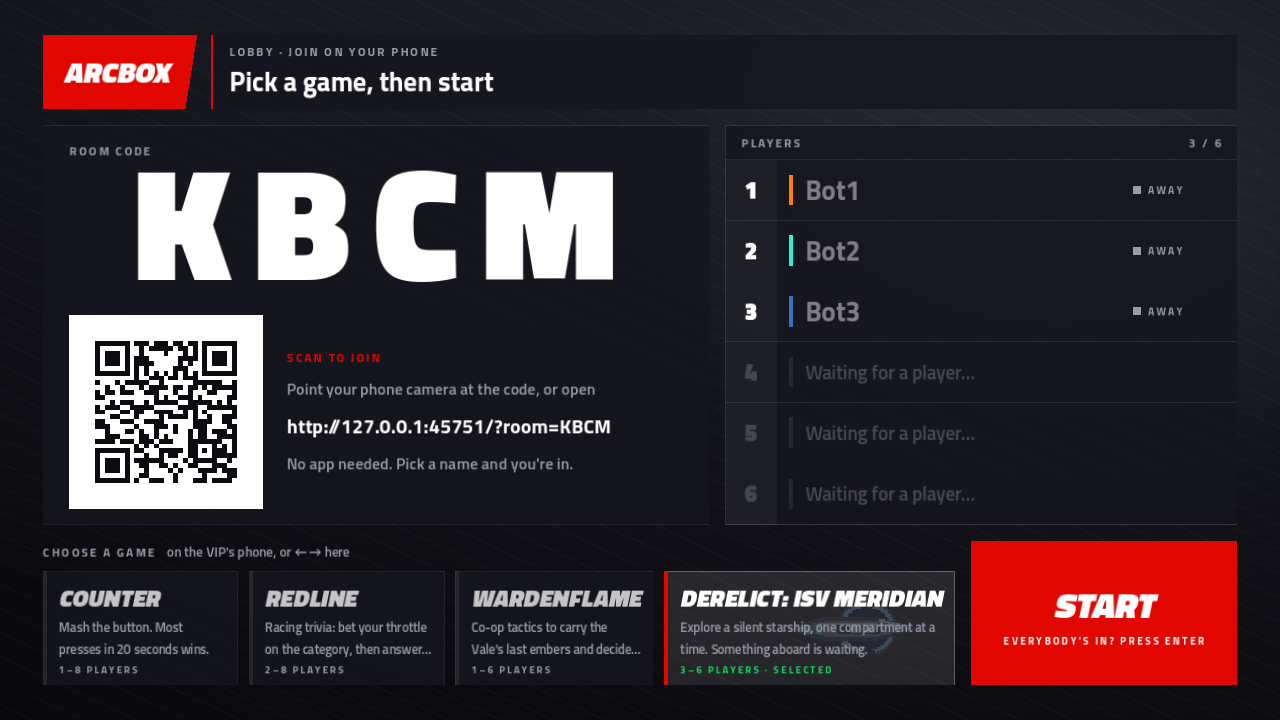 ARCBOX
LOBBY · JOIN ON YOUR PHONE
Pick a game, then start
ROOM CODE
KBCM
SCAN TO JOIN
Point your phone camera at the code, or open
http://127.0.0.1:45751/?room=KBCM
No app needed. Pick a name and you're in.
PLAYERS 3 / 6
1 Bot1 AWAY
2 Bot2 AWAY
3 Bot3 AWAY
4 Waiting for a player...
5 Waiting for a player...
6 Waiting for a player...
CHOOSE A GAME on the VIP's phone, or ←→ here
COUNTER
Mash the button. Most
presses in 20 seconds wins.
1–8 PLAYERS
REDLINE
Racing trivia: bet your throttle
on the category, then answer...
2–8 PLAYERS
WARDENFLAME
Co-op tactics to carry the
Vale's last embers and decide...
1–6 PLAYERS
DERELICT: ISV MERIDIAN
Explore a silent starship, one compartment at a
time. Something aboard is waiting.
3–6 PLAYERS · SELECTED
START
EVERYBODY'S IN? PRESS ENTER